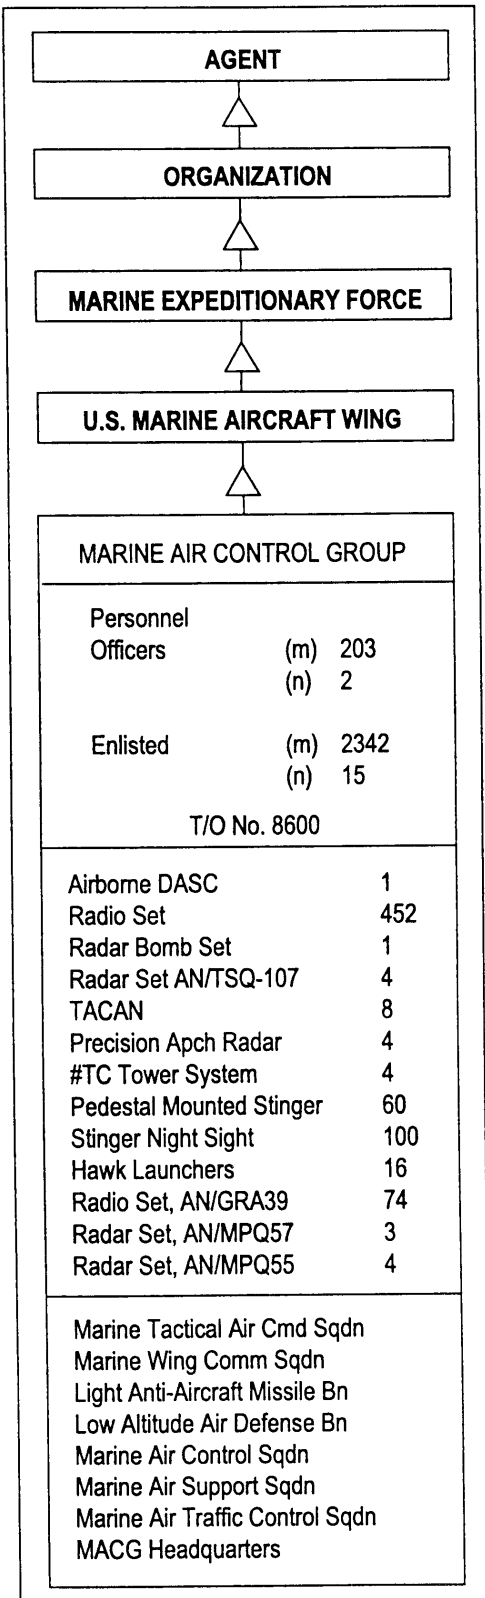 AGENT
ORGANIZATION
MARINE EXPEDITIONARY FORCE
U.S. MARINE AIRCRAFT WING
MARINE AIR CONTROL GROUP
Personnel
Officers (m) 203
(n) 2
Enlisted (m) 2342
(n) 15
T/O No. 8600
Airborne DASC 1
Radio Set 452
Radar Bomb Set 1
Radar Set AN/TSQ-107 4
TACAN 8
Precision Apch Radar 4
#TC Tower System 4
Pedestal Mounted Stinger 60
Stinger Night Sight 100
Hawk Launchers 16
Radio Set, AN/GRA39 74
Radar Set, AN/MPQ57 3
Radar Set, AN/MPQ55 4
Marine Tactical Air Cmd Sqdn
Marine Wing Comm Sqdn
Light Anti-Aircraft Missile Bn
Low Altitude Air Defense Bn
Marine Air Control Sqdn
Marine Air Support Sqdn
Marine Air Traffic Control Sqdn
MACG Headquarters